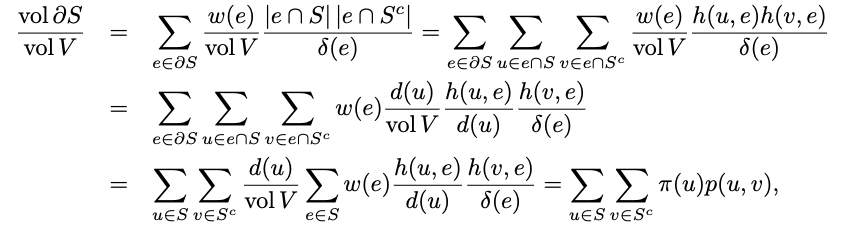 \frac{\operatorname{vol} \partial S}{\operatorname{vol} V} = \sum_{e \in \partial S} \frac{w(e)}{\operatorname{vol} V} \frac{|e \cap S| \, |e \cap S^c|}{\delta(e)} = \sum_{e \in \partial S} \sum_{u \in e \cap S} \sum_{v \in e \cap S^c} \frac{w(e)}{\operatorname{vol} V} \frac{h(u, e) h(v, e)}{\delta(e)}
= \sum_{e \in \partial S} \sum_{u \in e \cap S} \sum_{v \in e \cap S^c} w(e) \frac{d(u)}{\operatorname{vol} V} \frac{h(u, e)}{d(u)} \frac{h(v, e)}{\delta(e)}
= \sum_{u \in S} \sum_{v \in S^c} \frac{d(u)}{\operatorname{vol} V} \sum_{e \in S} w(e) \frac{h(u, e)}{d(u)} \frac{h(v, e)}{\delta(e)} = \sum_{u \in S} \sum_{v \in S^c} \pi(u) p(u, v),